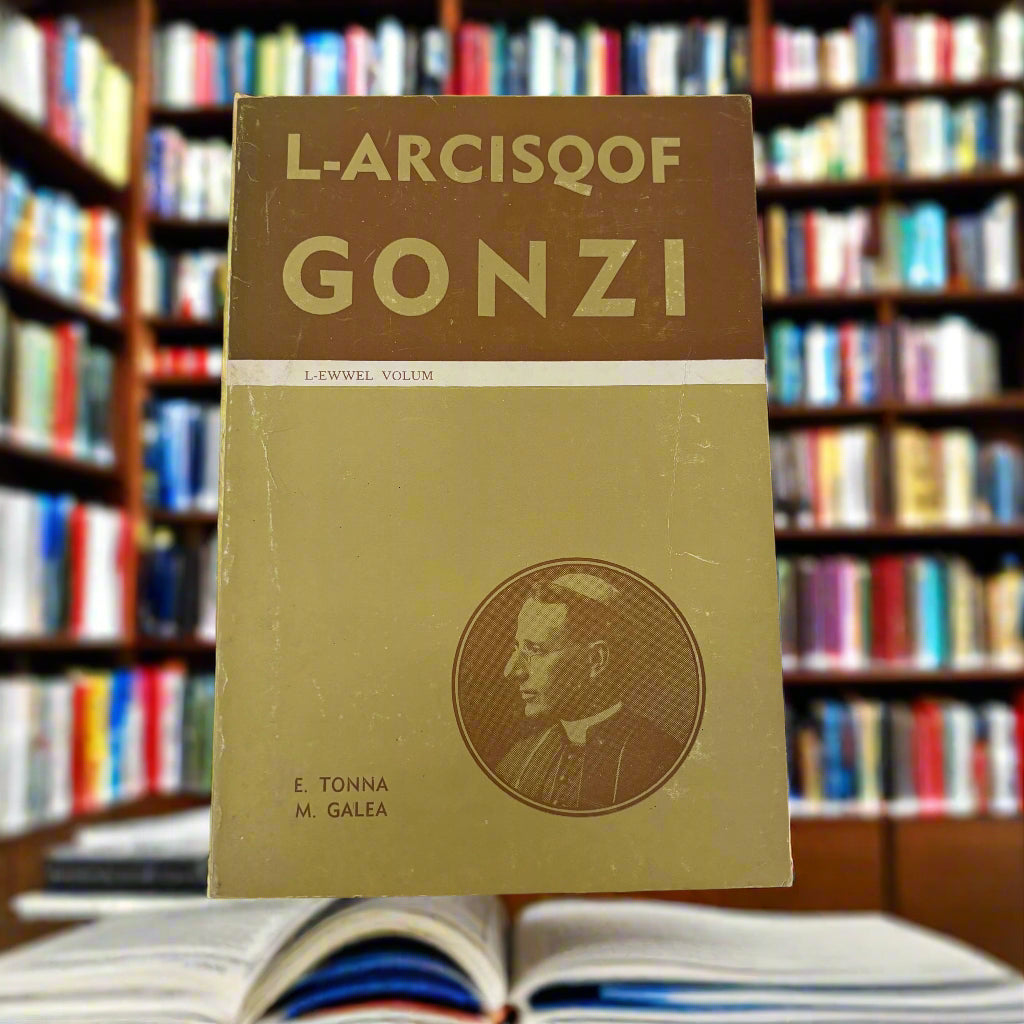 L-ARCISQOF
GONZI
L-EWWEL VOLUM
E. TONNA
M. GALEA